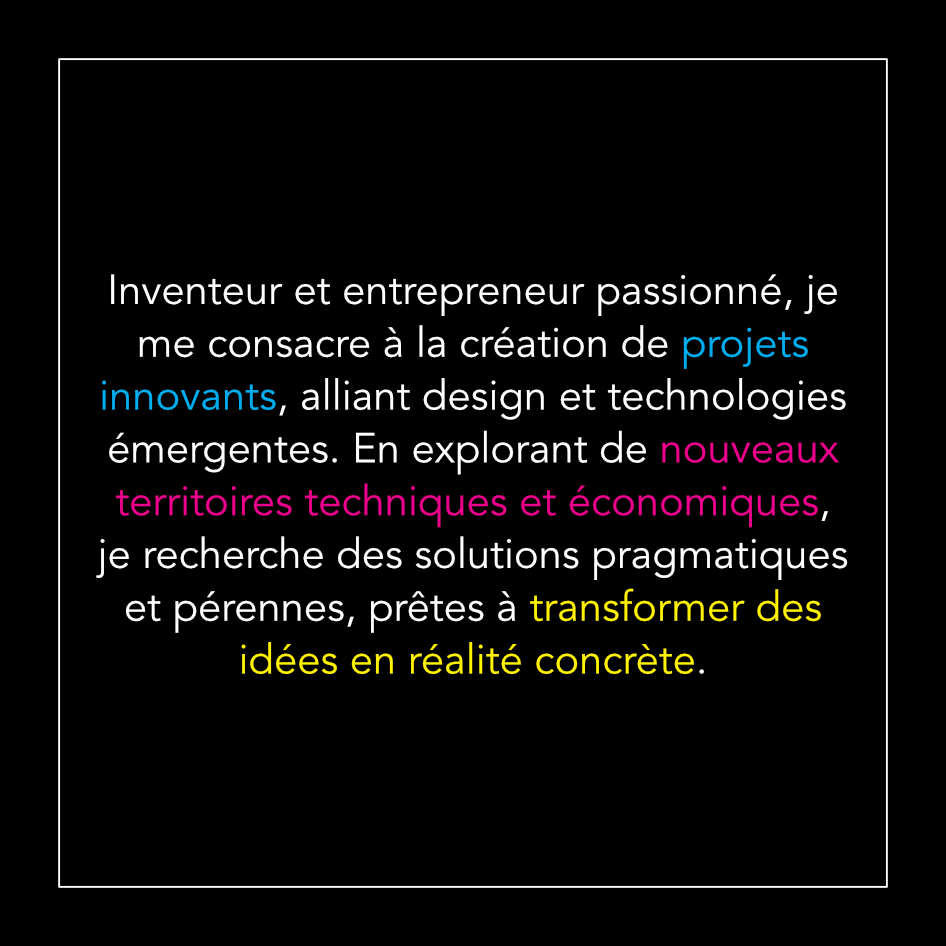 Inventeur et entrepreneur passionné, je
me consacre à la création de projets
innovants, alliant design et technologies
émergentes. En explorant de nouveaux
territoires techniques et économiques,
je recherche des solutions pragmatiques
et pérennes, prêtes à transformer des
idées en réalité concrète.